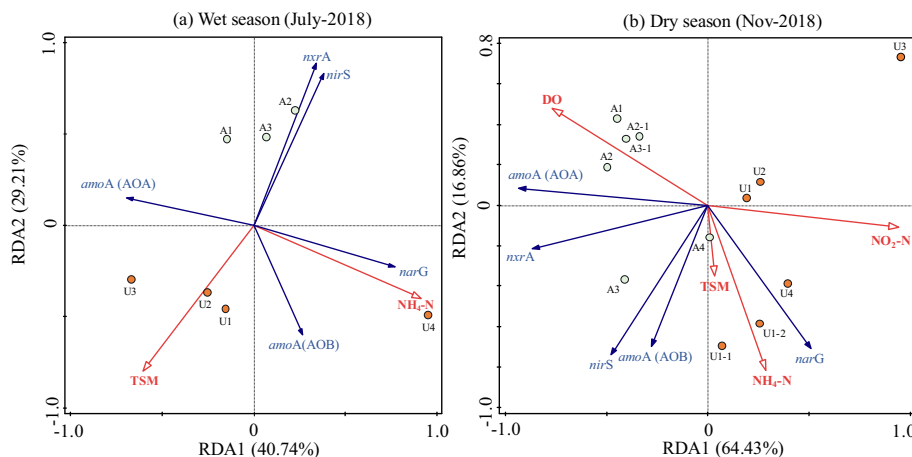 (a) Wet season (July-2018)
1.0
nxrA
nirS
A2
A1
A3
amoA (AOA)
RDA2 (29.21%)
0
narG
U3
NH₄-N
U2
U1
U4
amoA(AOB)
TSM
-1.0
-1.0
0
1.0
RDA1 (40.74%)
(b) Dry season (Nov-2018)
0.8
U3
DO
A1
A2-1
A3-1
A2
U2
amoA (AOA)
U1
RDA2 (16.86%)
0
NO₂-N
nxrA
A4
A3
TSM
U4
U1-2
nirS
amoA (AOB)
U1-1
narG
NH₄-N
-1.0
-1.0
0
1.0
RDA1 (64.43%)